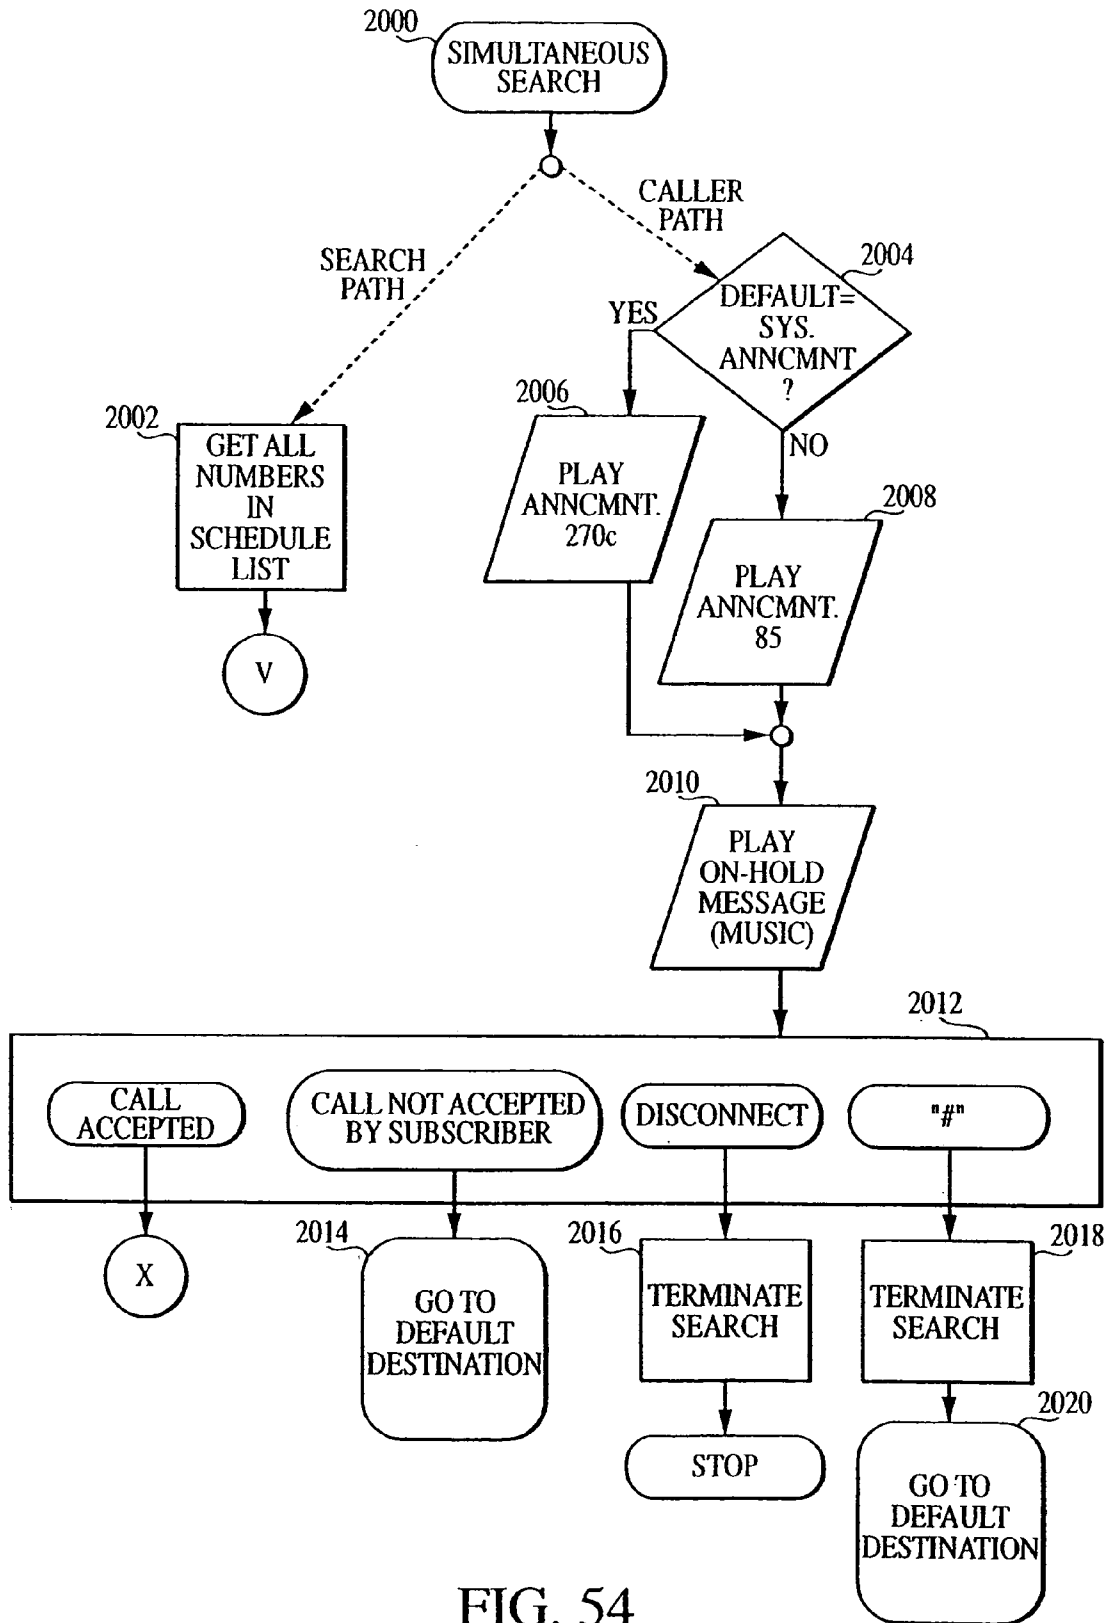 2000
SIMULTANEOUS
SEARCH
CALLER
PATH
SEARCH
PATH
2004
DEFAULT=
SYS.
ANNCMNT
?
YES
NO
2002
GET ALL
NUMBERS
IN
SCHEDULE
LIST
V
2006
PLAY
ANNCMNT.
270c
2008
PLAY
ANNCMNT.
85
2010
PLAY
ON-HOLD
MESSAGE
(MUSIC)
2012
CALL
ACCEPTED
CALL NOT ACCEPTED
BY SUBSCRIBER
DISCONNECT
"#"
X
2014
GO TO
DEFAULT
DESTINATION
2016
TERMINATE
SEARCH
STOP
2018
TERMINATE
SEARCH
2020
GO TO
DEFAULT
DESTINATION
FIG. 54